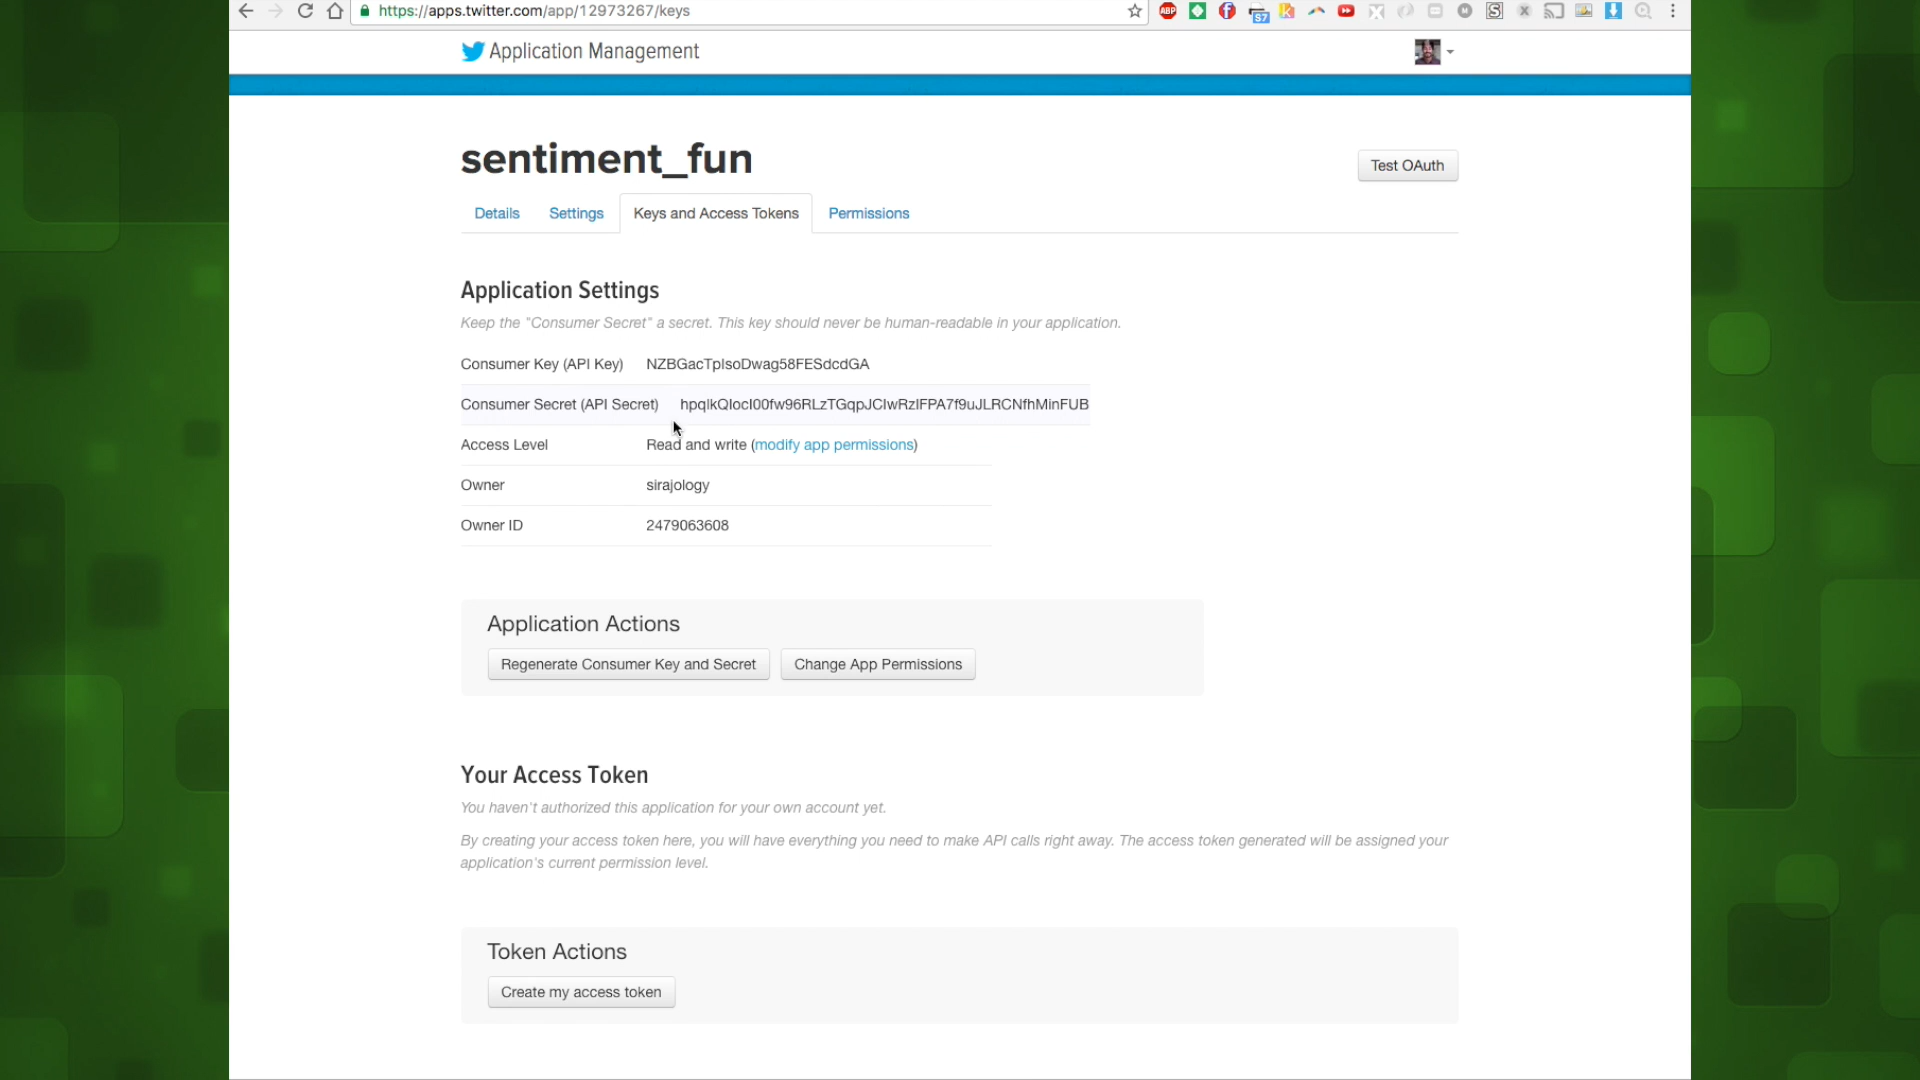 https://apps.twitter.com/app/12973267/keys
Application Management
sentiment_fun
Test OAuth
Details Settings Keys and Access Tokens Permissions
Application Settings
Keep the "Consumer Secret" a secret. This key should never be human-readable in your application.
Consumer Key (API Key) NZBGacTpIsoDwag58FESdcdGA
Consumer Secret (API Secret) hpqIkQIocI00fw96RLzTGqpJCIwRzIFPA7f9uJLRCNfhMinFUB
Access Level Read and write (modify app permissions)
Owner sirajology
Owner ID 2479063608
Application Actions
Regenerate Consumer Key and Secret Change App Permissions
Your Access Token
You haven't authorized this application for your own account yet.
By creating your access token here, you will have everything you need to make API calls right away. The access token generated will be assigned your
application's current permission level.
Token Actions
Create my access token